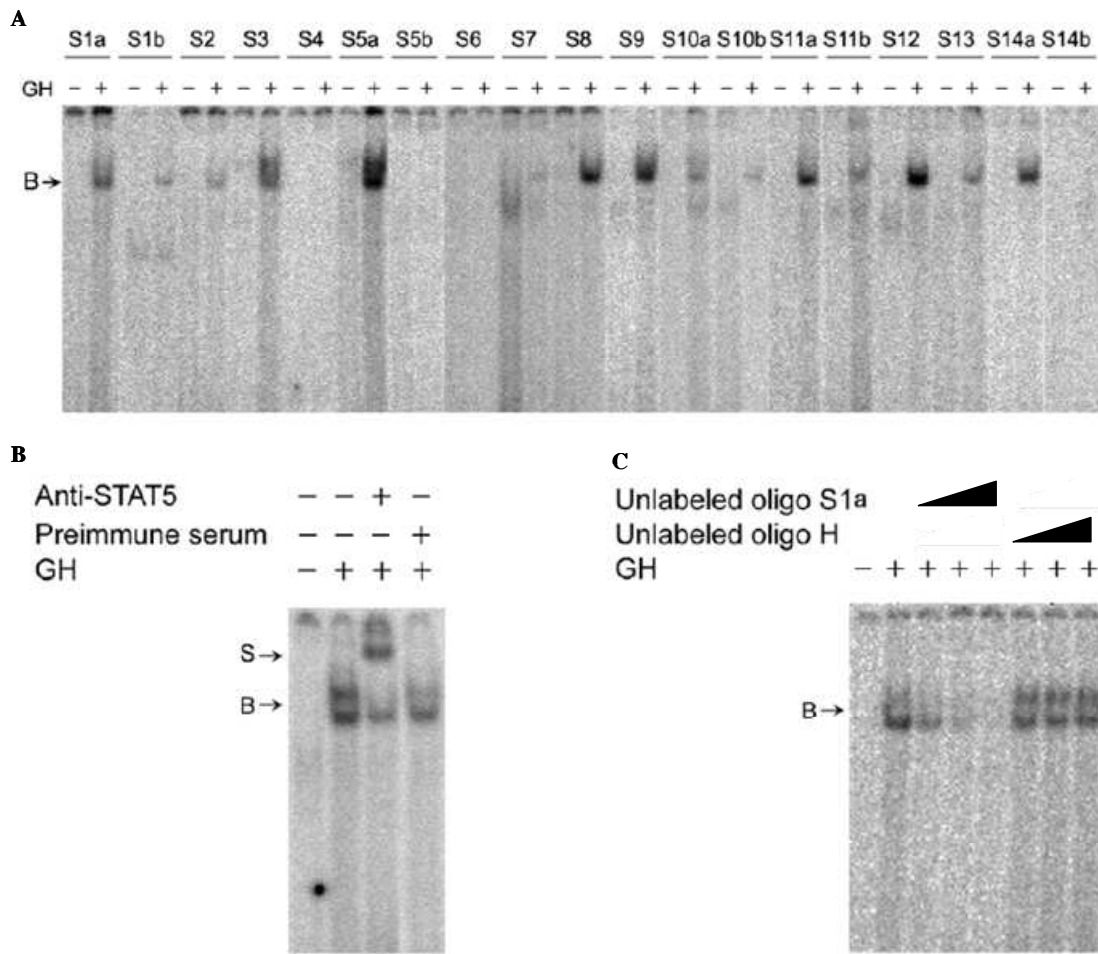 A
S1a S1b S2 S3 S4 S5a S5b S6 S7 S8 S9 S10a S10b S11a S11b S12 S13 S14a S14b
GH − + − + − + − + − + − + − + − + − + − + − + − + − + − + − + − + − + − + − +
B→
B
Anti-STAT5 − − + −
Preimmune serum − − − +
GH − + + +
S→
B→
C
Unlabeled oligo S1a
Unlabeled oligo H
GH − + + + + + + +
B→